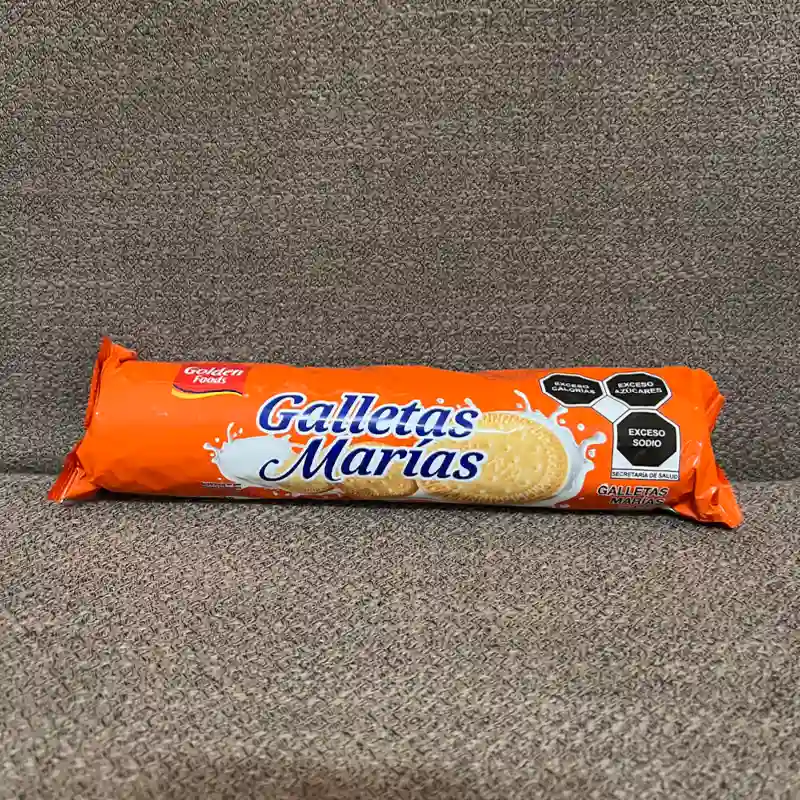 Golden
Foods
Galletas
Marías
EXCESO
CALORÍAS
EXCESO
AZÚCARES
EXCESO
SODIO
SECRETARÍA DE SALUD
GALLETAS
MARÍAS